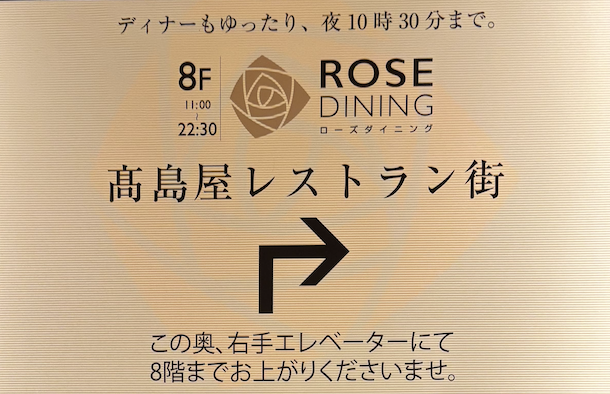 ディナーもゆったり、夜10時30分まで。
8F
11:00
~
22:30
ROSE
DINING
ローズダイニング
髙島屋レストラン街
この奥、右手エレベーターにて
8階までお上がりくださいませ。